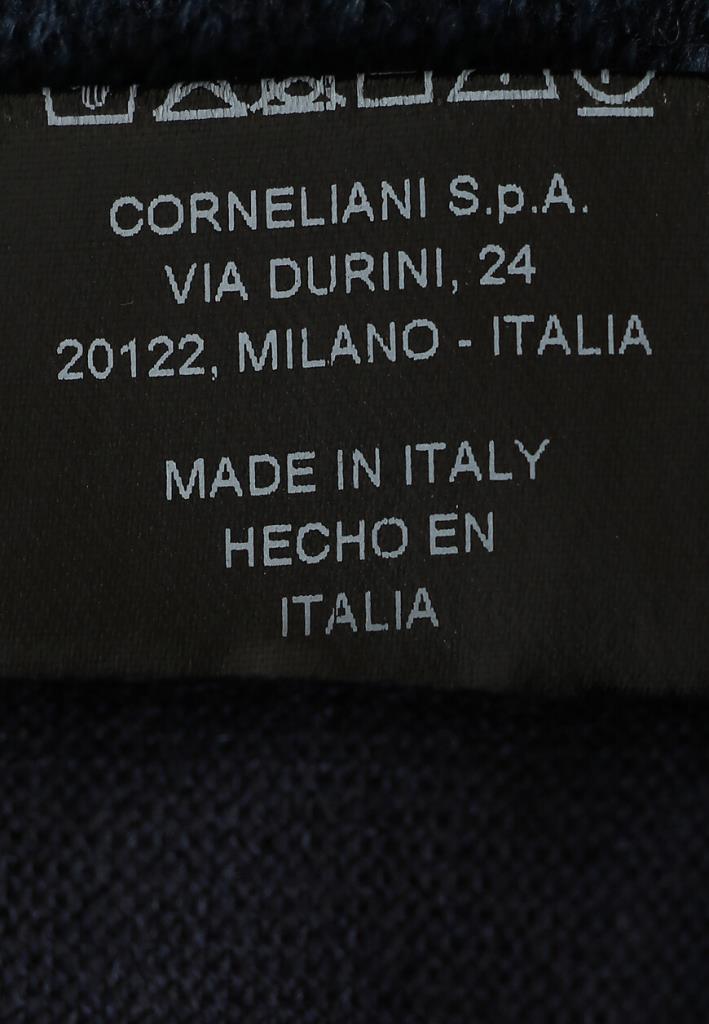 CORNELIANI S.p.A.
VIA DURINI, 24
20122, MILANO - ITALIA
MADE IN ITALY
HECHO EN
ITALIA